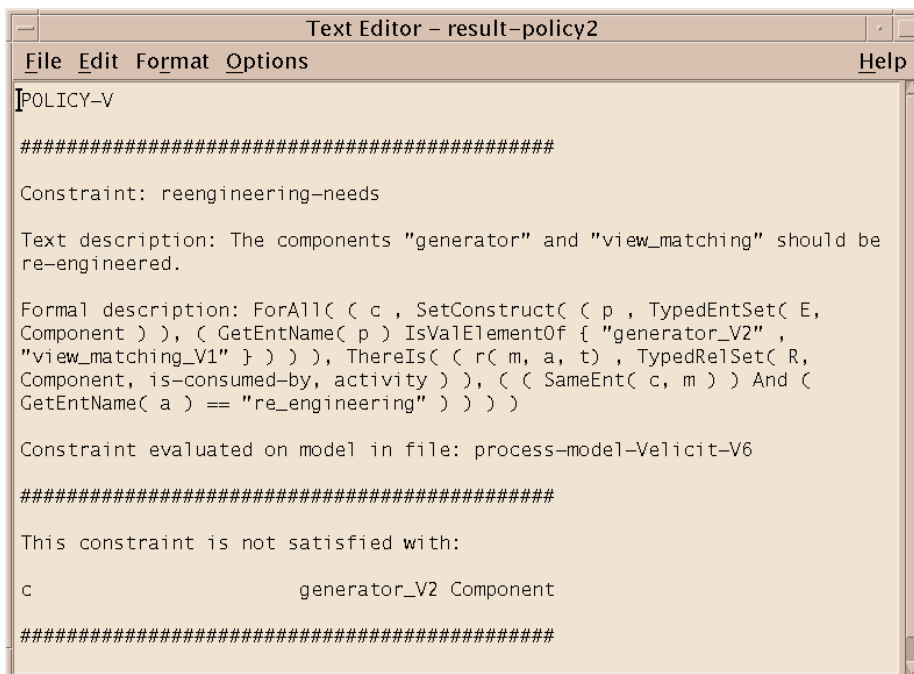 Text Editor – result–policy2
File Edit Format Options Help
POLICY–V
##############################################
Constraint: reengineering–needs
Text description: The components "generator" and "view_matching" should be
re–engineered.
Formal description: ForAll( ( c , SetConstruct( ( p , TypedEntSet( E,
Component ) ), ( GetEntName( p ) IsValElementOf { "generator_V2" ,
"view_matching_V1" } ) ) ), ThereIs( ( r( m, a, t) , TypedRelSet( R,
Component, is–consumed–by, activity ) ), ( ( SameEnt( c, m ) ) And (
GetEntName( a ) == "re_engineering" ) ) ) )
Constraint evaluated on model in file: process–model–Velicit–V6
##############################################
This constraint is not satisfied with:
c generator_V2 Component
##############################################